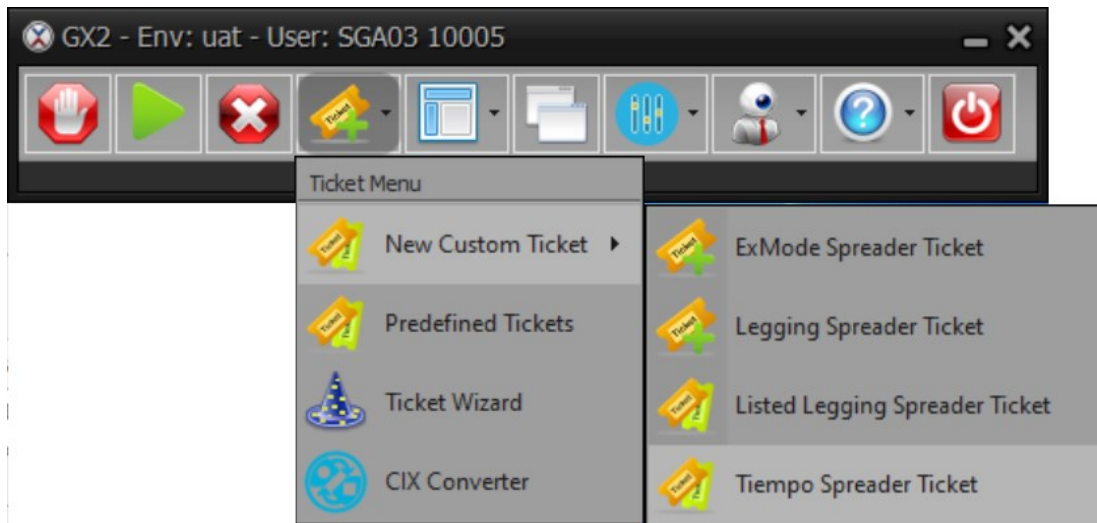 GX2 - Env: uat - User: SGA03 10005
Ticket
Ticket Menu
New Custom Ticket
ExMode Spreader Ticket
Predefined Tickets
Legging Spreader Ticket
Ticket Wizard
Listed Legging Spreader Ticket
CIX Converter
Tiempo Spreader Ticket